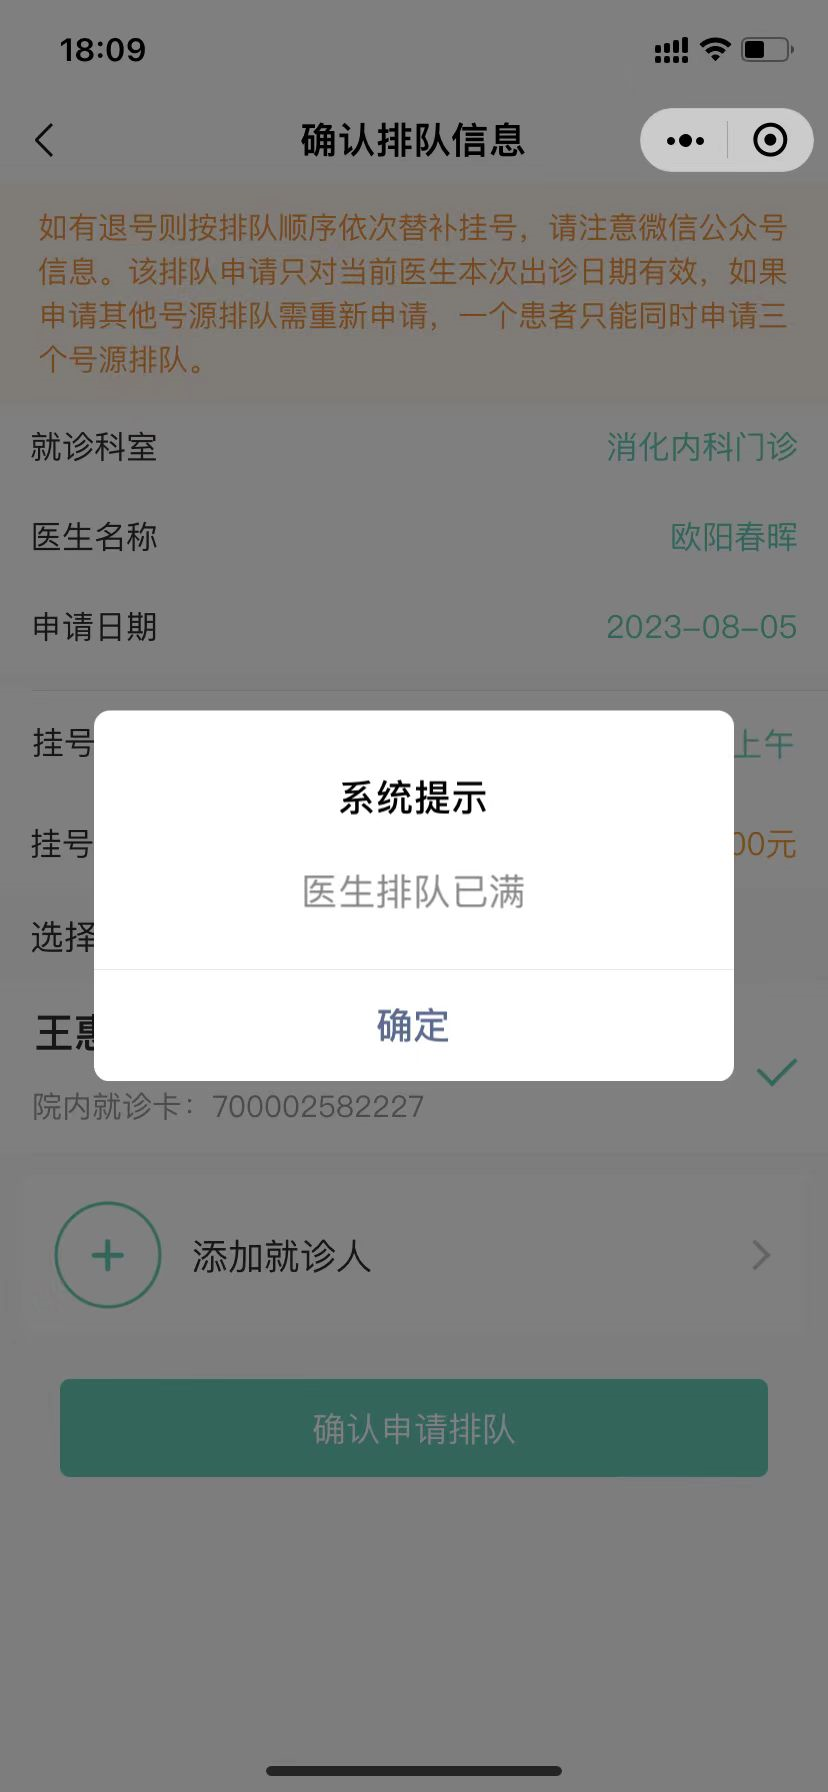 18:09
确认排队信息
如有退号则按排队顺序依次替补挂号，请注意微信公众号
信息。该排队申请只对当前医生本次出诊日期有效，如果
申请其他号源排队需重新申请，一个患者只能同时申请三
个号源排队。
就诊科室 消化内科门诊
医生名称 欧阳春晖
申请日期 2023-08-05
挂号 上午
挂号 00元
选择
系统提示
医生排队已满
确定
王惠
院内就诊卡：700002582227
添加就诊人
确认申请排队